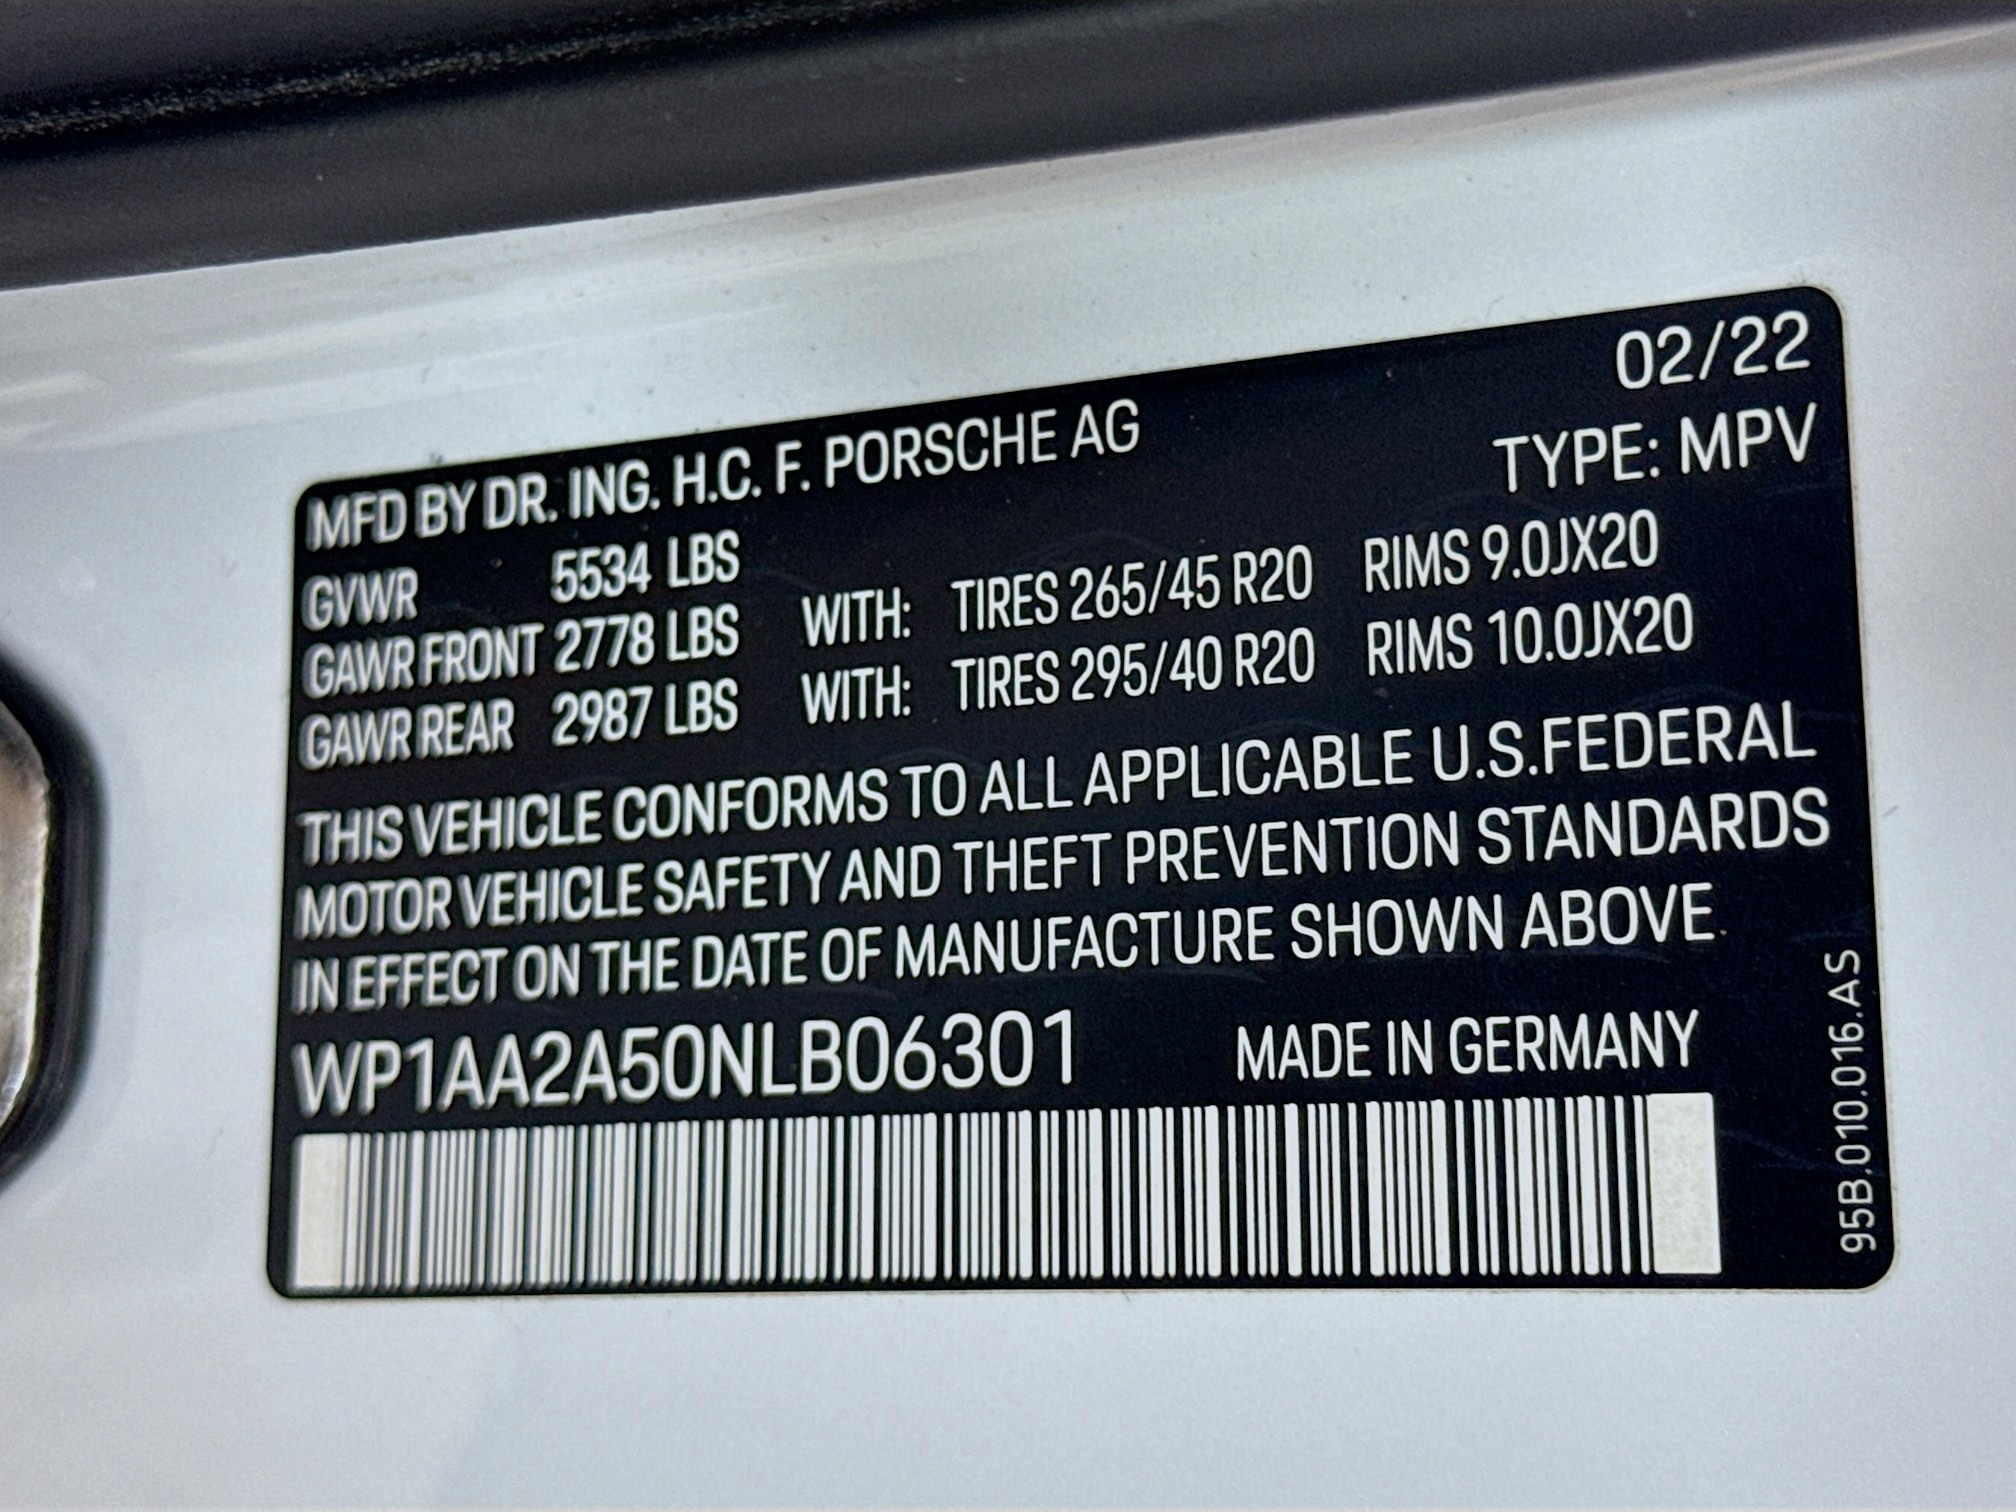 02/22
MFD BY DR. ING. H.C. F. PORSCHE AG
TYPE: MPV
GVWR 5534 LBS
GAWR FRONT 2778 LBS WITH: TIRES 265/45 R20 RIMS 9.0JX20
GAWR REAR 2987 LBS WITH: TIRES 295/40 R20 RIMS 10.0JX20
THIS VEHICLE CONFORMS TO ALL APPLICABLE U.S.FEDERAL
MOTOR VEHICLE SAFETY AND THEFT PREVENTION STANDARDS
IN EFFECT ON THE DATE OF MANUFACTURE SHOWN ABOVE.
WP1AA2A50NLB06301 MADE IN GERMANY
95B.010.016.AS